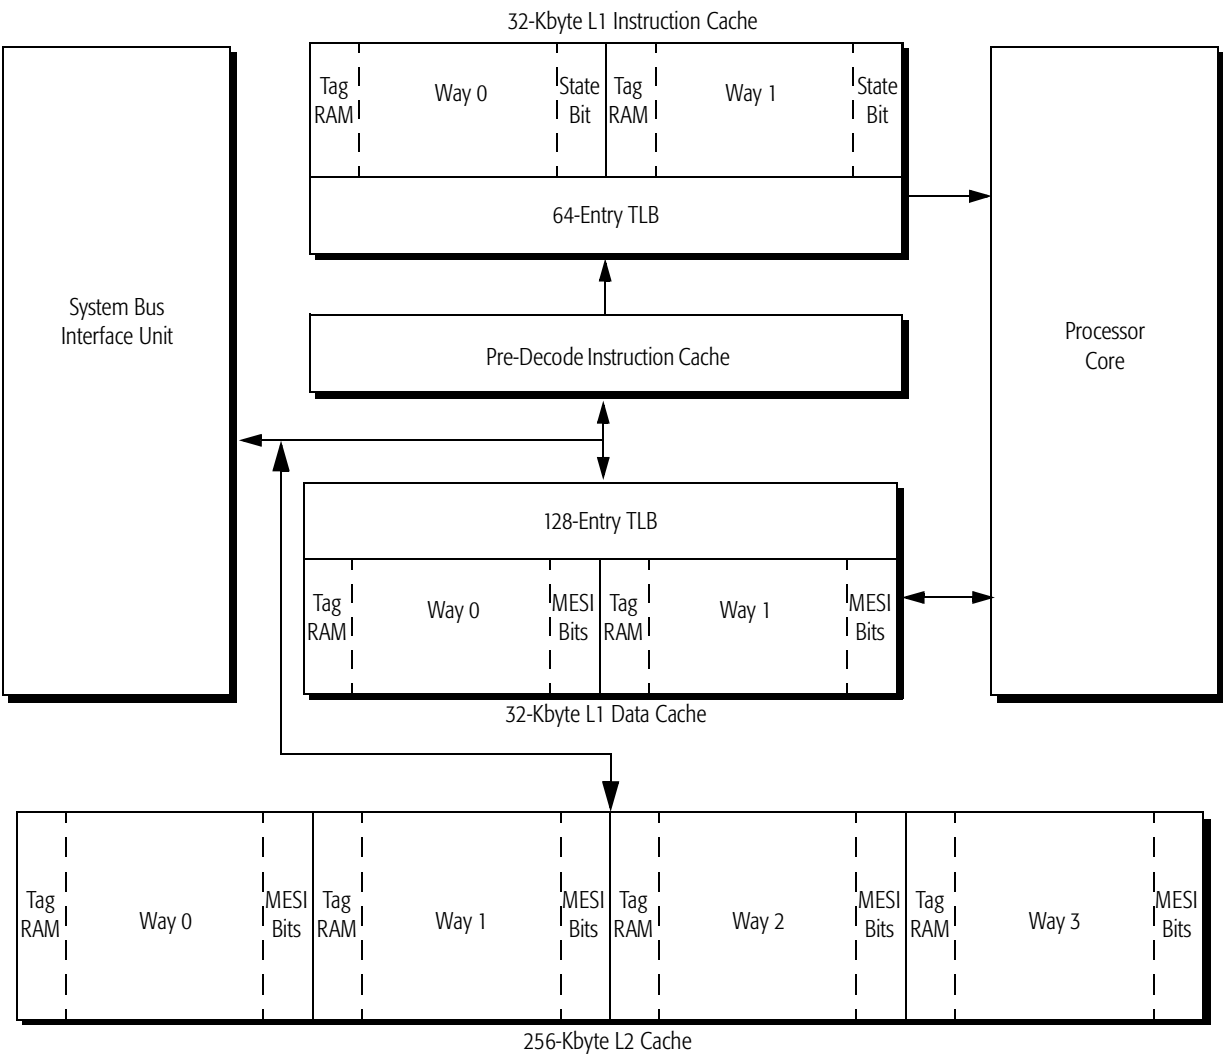 32-Kbyte L1 Instruction Cache
Tag
RAM
Way 0
State
Bit
Tag
RAM
Way 1
State
Bit
64-Entry TLB
System Bus
Interface Unit
Processor
Core
Pre-Decode Instruction Cache
128-Entry TLB
Tag
RAM
Way 0
MESI
Bits
Tag
RAM
Way 1
MESI
Bits
32-Kbyte L1 Data Cache
Tag
RAM
Way 0
MESI
Bits
Tag
RAM
Way 1
MESI
Bits
Tag
RAM
Way 2
MESI
Bits
Tag
RAM
Way 3
MESI
Bits
256-Kbyte L2 Cache